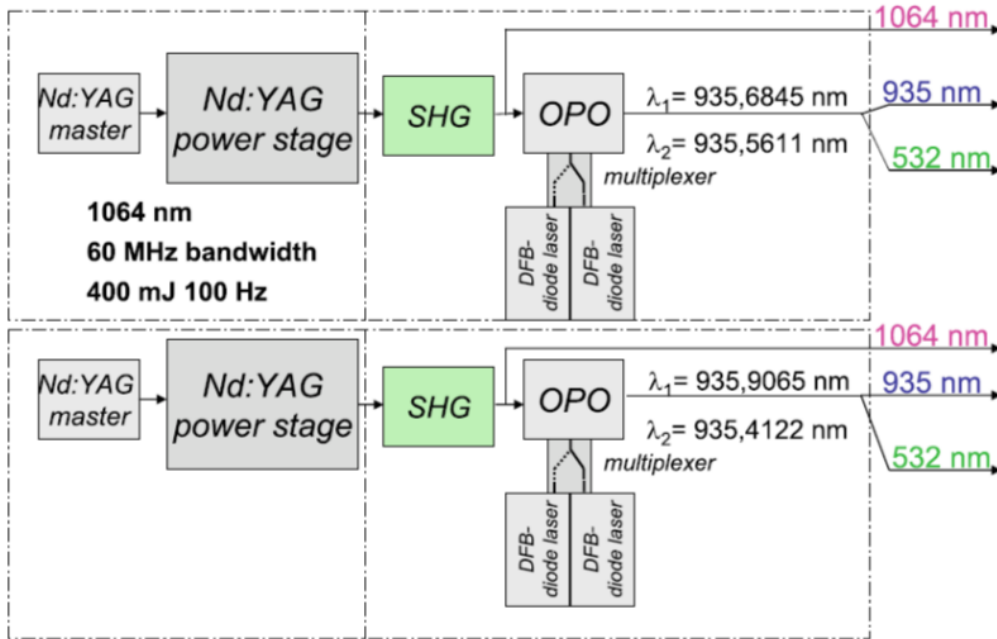 1064 nm
Nd:YAG
master
Nd:YAG
power stage
SHG
OPO
λ₁= 935,6845 nm
λ₂= 935,5611 nm
935 nm
532 nm
multiplexer
DFB-
diode laser
DFB-
diode laser
1064 nm
60 MHz bandwidth
400 mJ 100 Hz
1064 nm
Nd:YAG
master
Nd:YAG
power stage
SHG
OPO
λ₁= 935,9065 nm
λ₂= 935,4122 nm
935 nm
532 nm
multiplexer
DFB-
diode laser
DFB-
diode laser